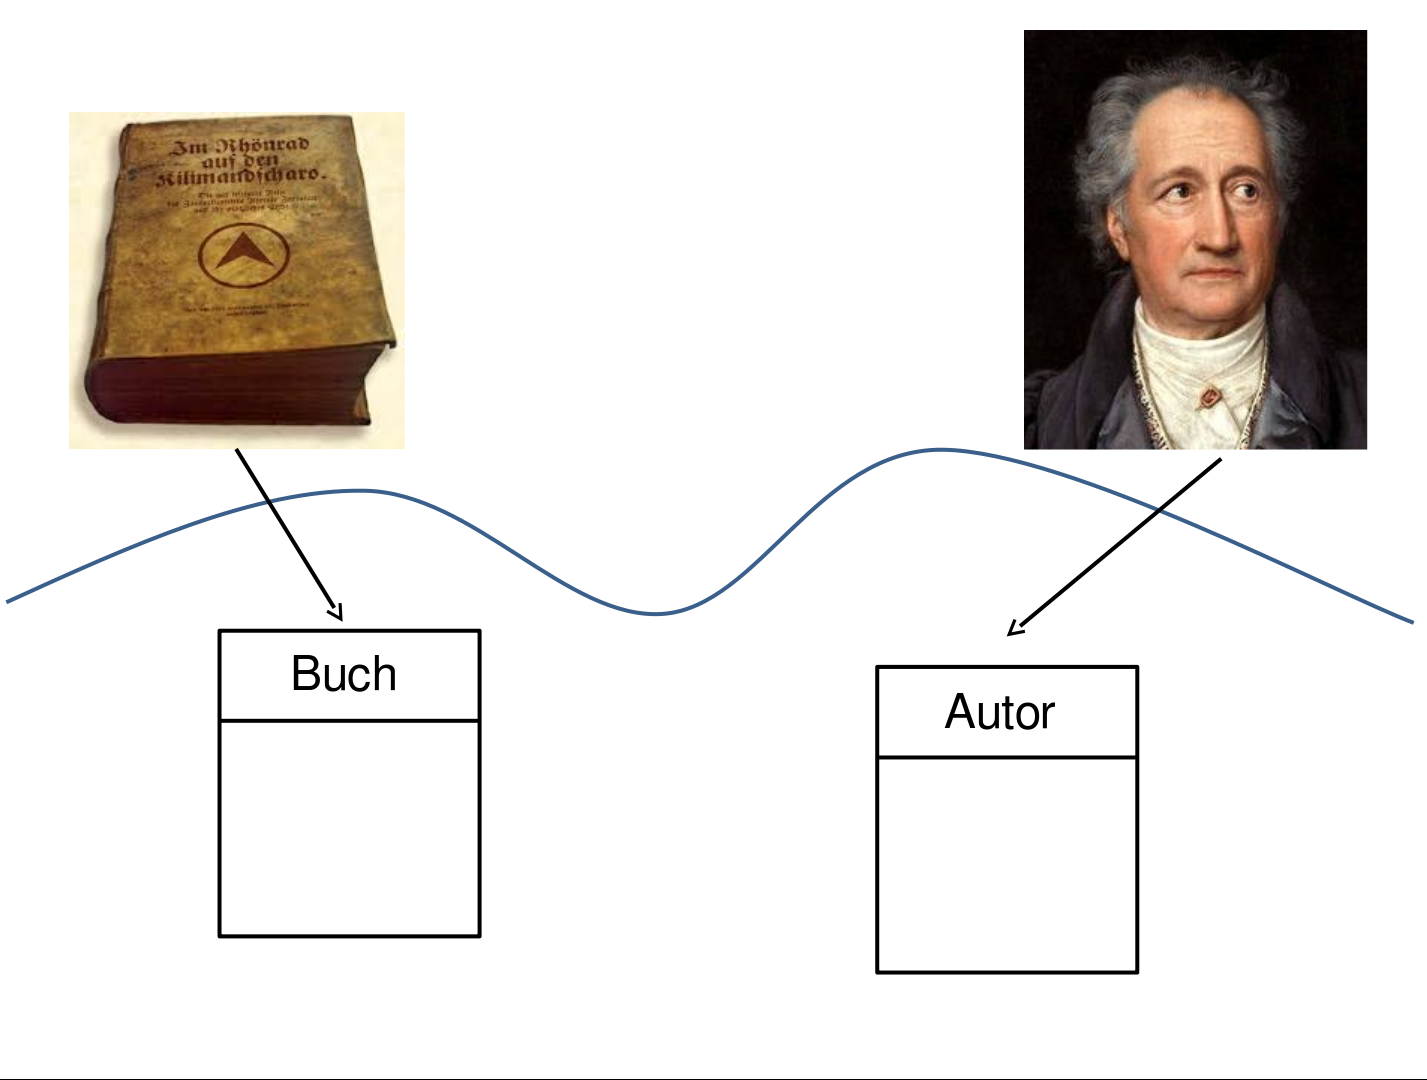 Im Rhönrad
auf den
Kilimandscharo.
Buch
Autor